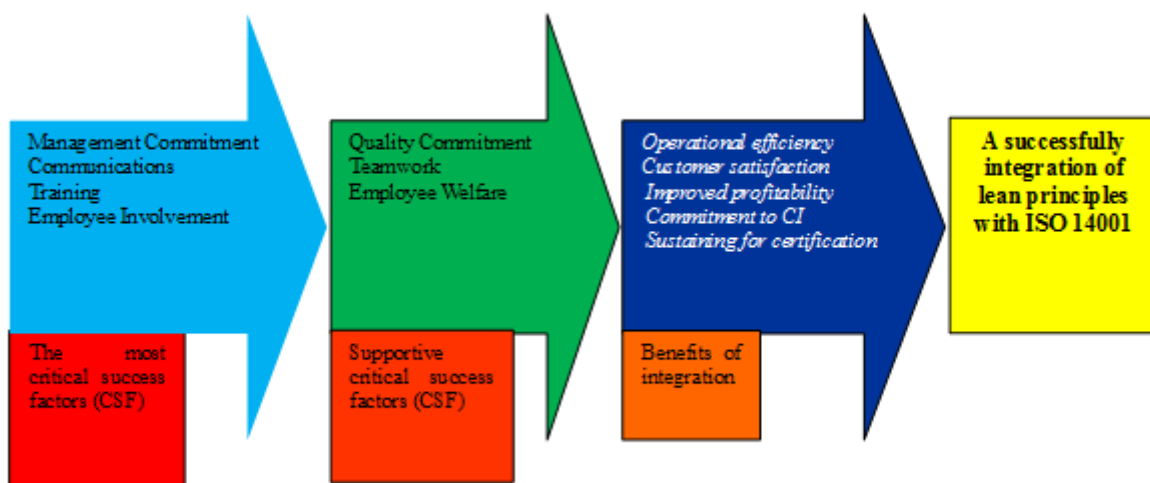 Management Commitment
Communications
Training
Employee Involvement
The most
critical success
factors (CSF)
Quality Commitment
Teamwork
Employee Welfare
Supportive
critical success
factors (CSF)
Operational efficiency
Customer satisfaction
Improved profitability
Commitment to CI
Sustaining for certification
Benefits of
integration
A successfully
integration of
lean principles
with ISO 14001